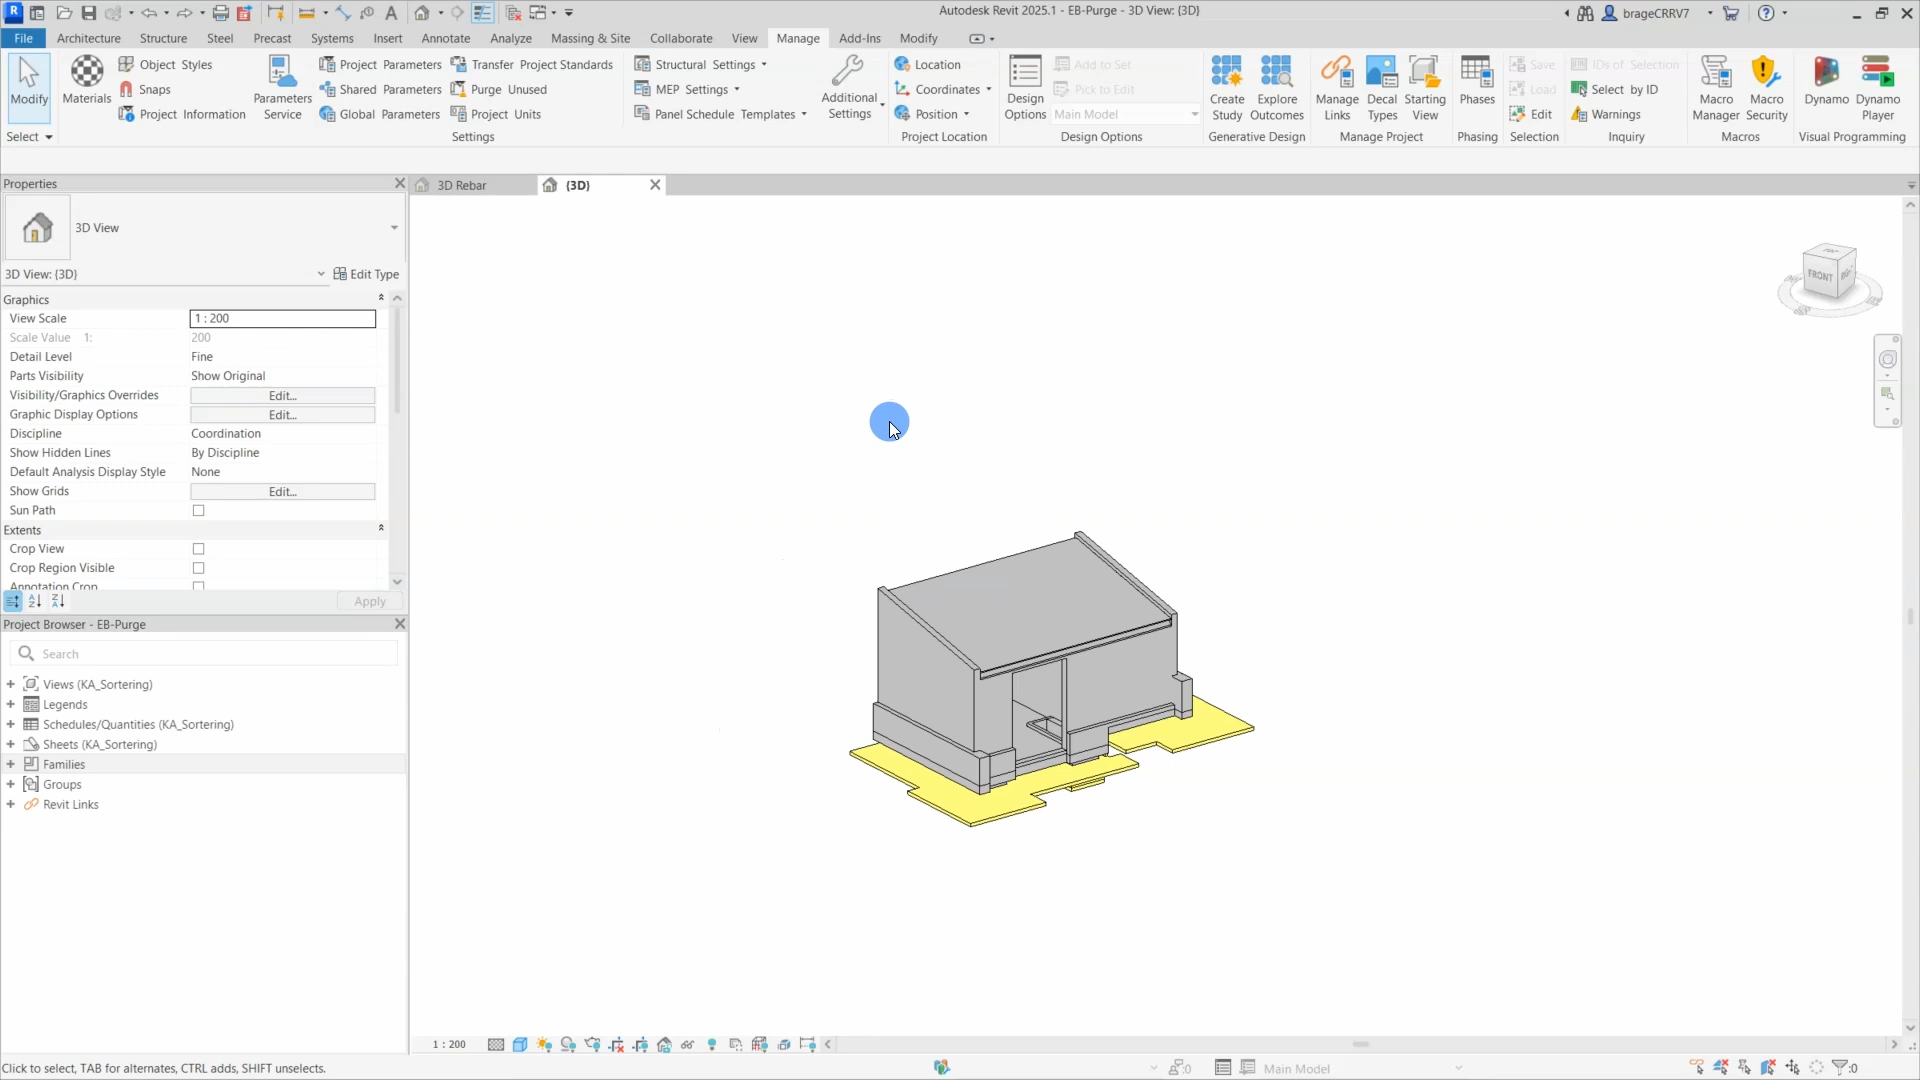 Autodesk Revit 2025.1 - EB-Purge - 3D View: {3D}
brageCRRV7
File Architecture Structure Steel Precast Systems Insert Annotate Analyze Massing & Site Collaborate View Manage Add-Ins Modify
Modify
Select
Materials
Object Styles
Snaps
Project Information
Parameters Service
Project Parameters
Shared Parameters
Global Parameters
Transfer Project Standards
Purge Unused
Project Units
Settings
Structural Settings
MEP Settings
Panel Schedule Templates
Additional Settings
Location
Coordinates
Position
Project Location
Design Options
Add to Set
Pick to Edit
Main Model
Design Options
Create Study
Explore Outcomes
Generative Design
Manage Links
Decal Types
Starting View
Manage Project
Phases
Phasing
Save
Load
Edit
Selection
IDs of Selection
Select by ID
Warnings
Inquiry
Macro Manager
Macro Security
Macros
Dynamo
Dynamo Player
Visual Programming
Properties
3D Rebar
{3D}
3D View
3D View: {3D}
Edit Type
Graphics
View Scale 1 : 200
Scale Value 1: 200
Detail Level Fine
Parts Visibility Show Original
Visibility/Graphics Overrides Edit...
Graphic Display Options Edit...
Discipline Coordination
Show Hidden Lines By Discipline
Default Analysis Display Style None
Show Grids Edit...
Sun Path
Extents
Crop View
Crop Region Visible
Annotation Crop
Apply
FRONT
Project Browser - EB-Purge
Search
Views (KA_Sortering)
Legends
Schedules/Quantities (KA_Sortering)
Sheets (KA_Sortering)
Families
Groups
Revit Links
1 : 200
Click to select, TAB for alternates, CTRL adds, SHIFT unselects.
:0
Main Model
:0